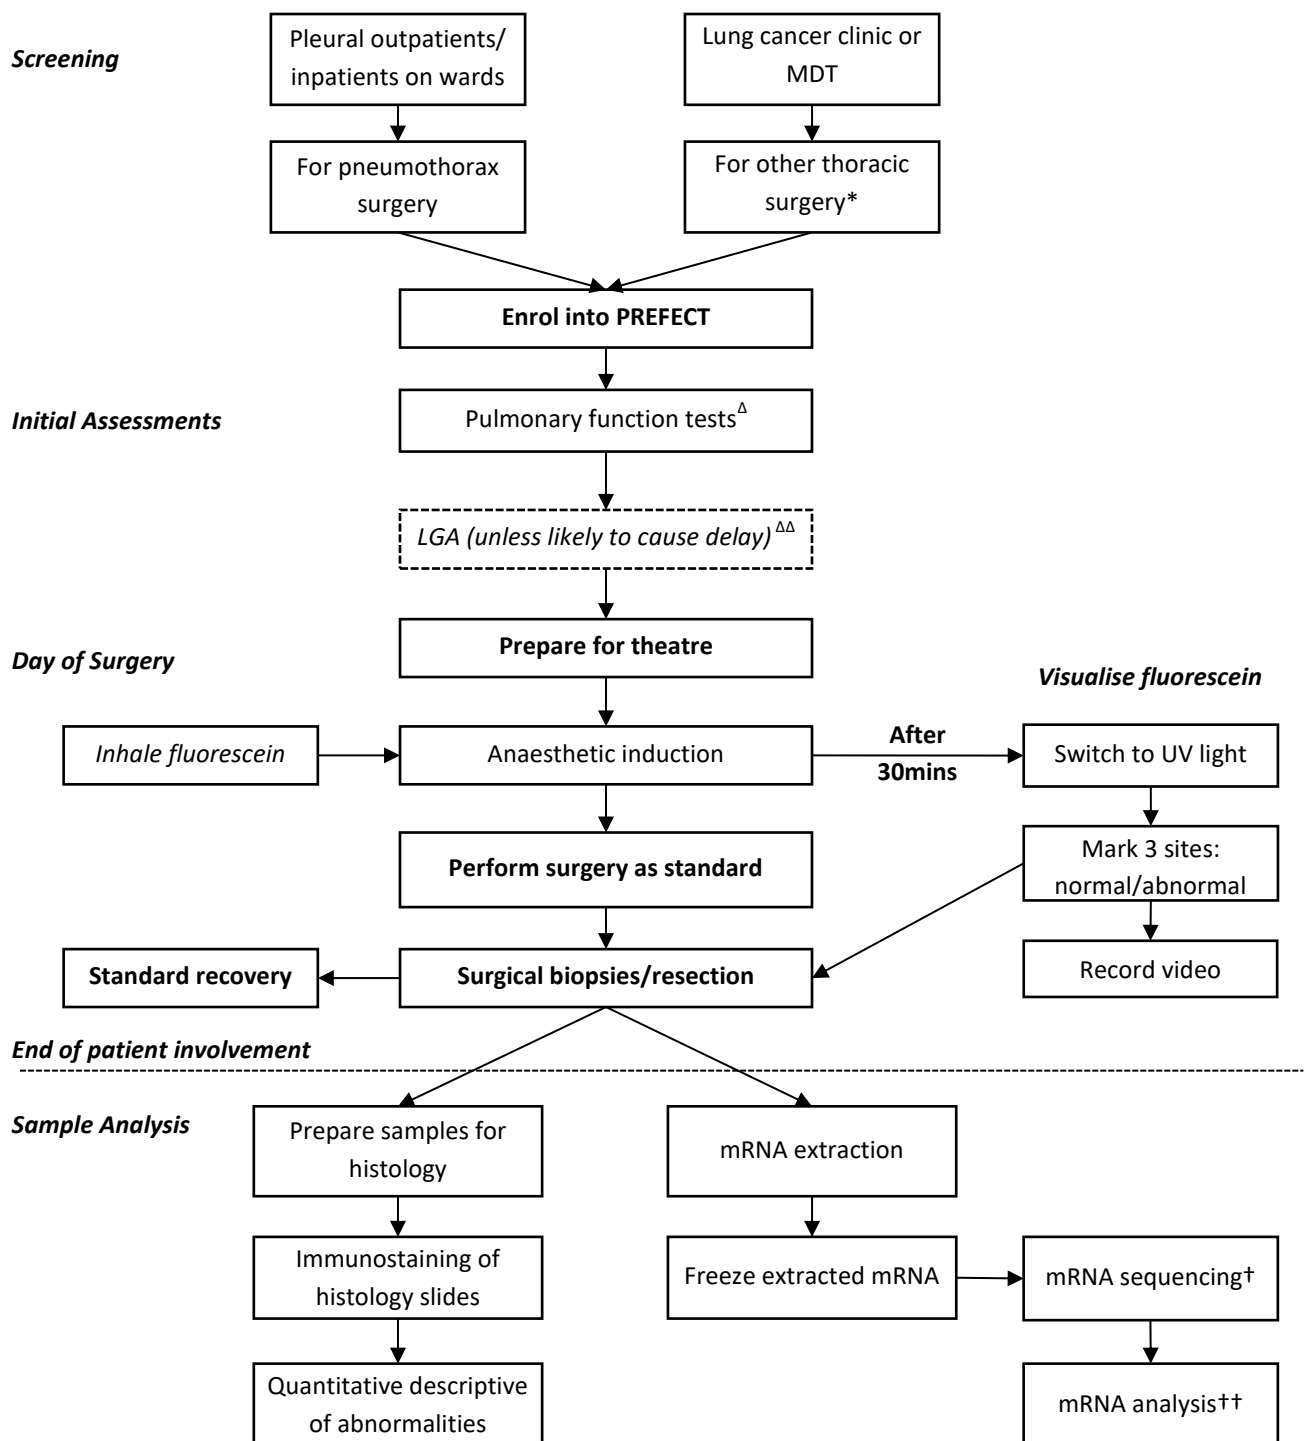 Screening
Pleural outpatients/
inpatients on wards
Lung cancer clinic or
MDT
For pneumothorax
surgery
For other thoracic
surgery*
Enrol into PREFECT
Initial Assessments
Pulmonary function tests^Δ
LGA (unless likely to cause delay) ^ΔΔ
Prepare for theatre
Day of Surgery
Visualise fluorescein
Inhale fluorescein
Anaesthetic induction
After
30mins
Switch to UV light
Perform surgery as standard
Mark 3 sites:
normal/abnormal
Standard recovery
Surgical biopsies/resection
Record video
End of patient involvement
Sample Analysis
Prepare samples for
histology
mRNA extraction
Immunostaining of
histology slides
Freeze extracted mRNA
mRNA sequencing†
Quantitative descriptive
of abnormalities
mRNA analysis††